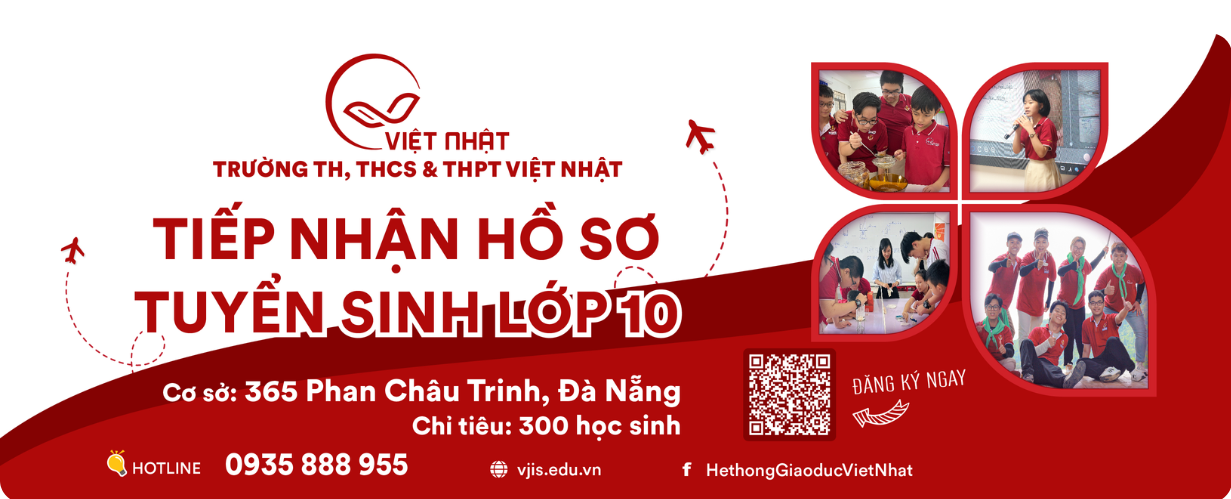 VIỆT NHẬT
TRƯỜNG TH, THCS & THPT VIỆT NHẬT
TIẾP NHẬN HỒ SƠ
TUYỂN SINH LỚP 10
Cơ sở: 365 Phan Châu Trinh, Đà Nẵng
Chỉ tiêu: 300 học sinh
ĐĂNG KÝ NGAY
HOTLINE 0935 888 955
vjis.edu.vn
f HethongGiaoducVietNhat